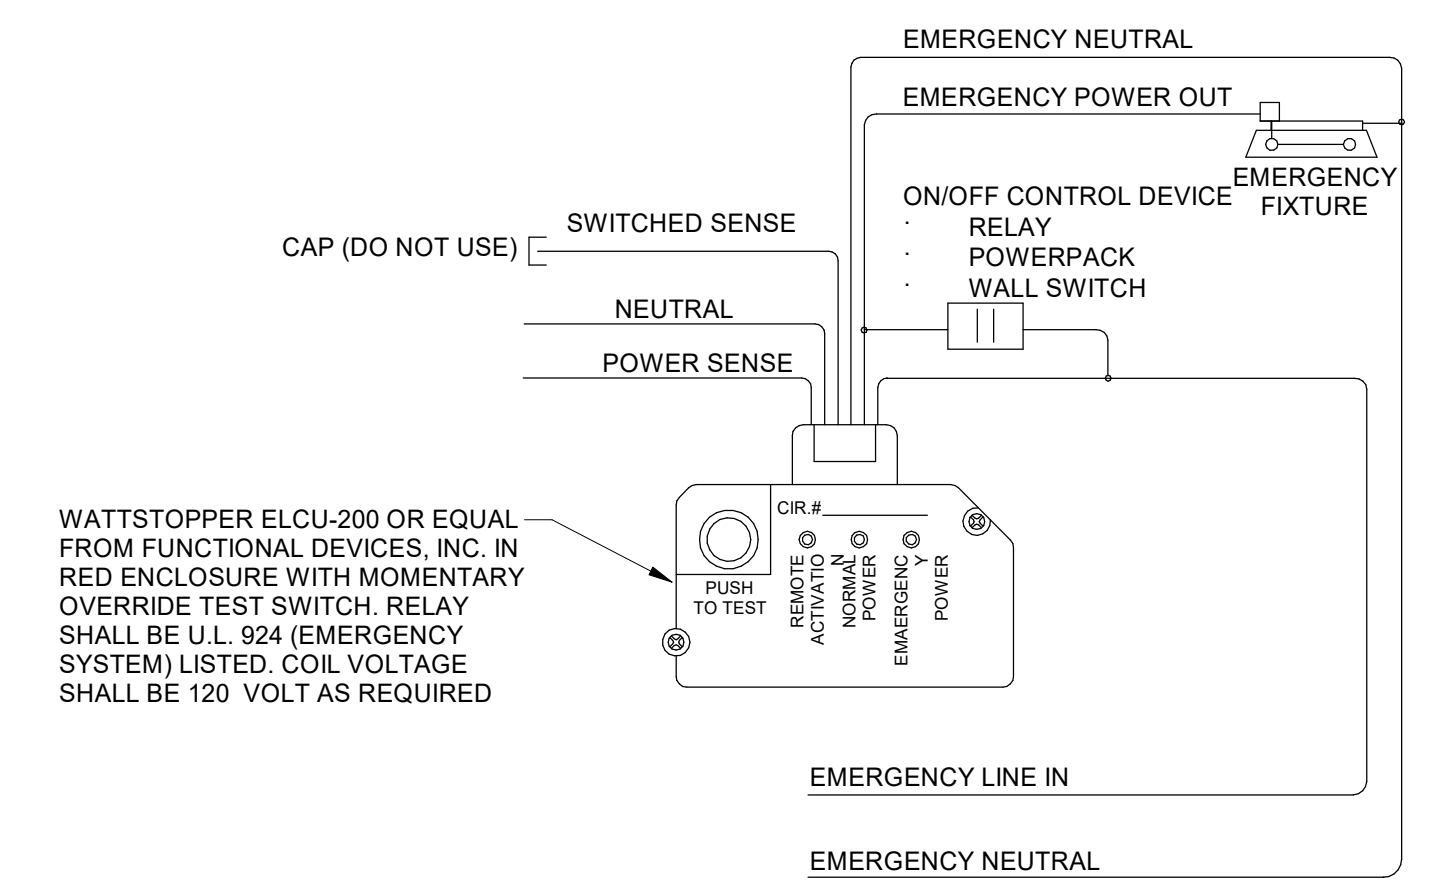 EMERGENCY NEUTRAL
EMERGENCY POWER OUT
EMERGENCY
FIXTURE
ON/OFF CONTROL DEVICE
· RELAY
· POWERPACK
· WALL SWITCH
SWITCHED SENSE
CAP (DO NOT USE)
NEUTRAL
POWER SENSE
WATTSTOPPER ELCU-200 OR EQUAL
FROM FUNCTIONAL DEVICES, INC. IN
RED ENCLOSURE WITH MOMENTARY
OVERRIDE TEST SWITCH. RELAY
SHALL BE U.L. 924 (EMERGENCY
SYSTEM) LISTED. COIL VOLTAGE
SHALL BE 120 VOLT AS REQUIRED
CIR.#
PUSH
TO TEST
REMOTE
ACTIVATIO
N
NORMAL
POWER
EMAERGENC
Y
POWER
EMERGENCY LINE IN
EMERGENCY NEUTRAL